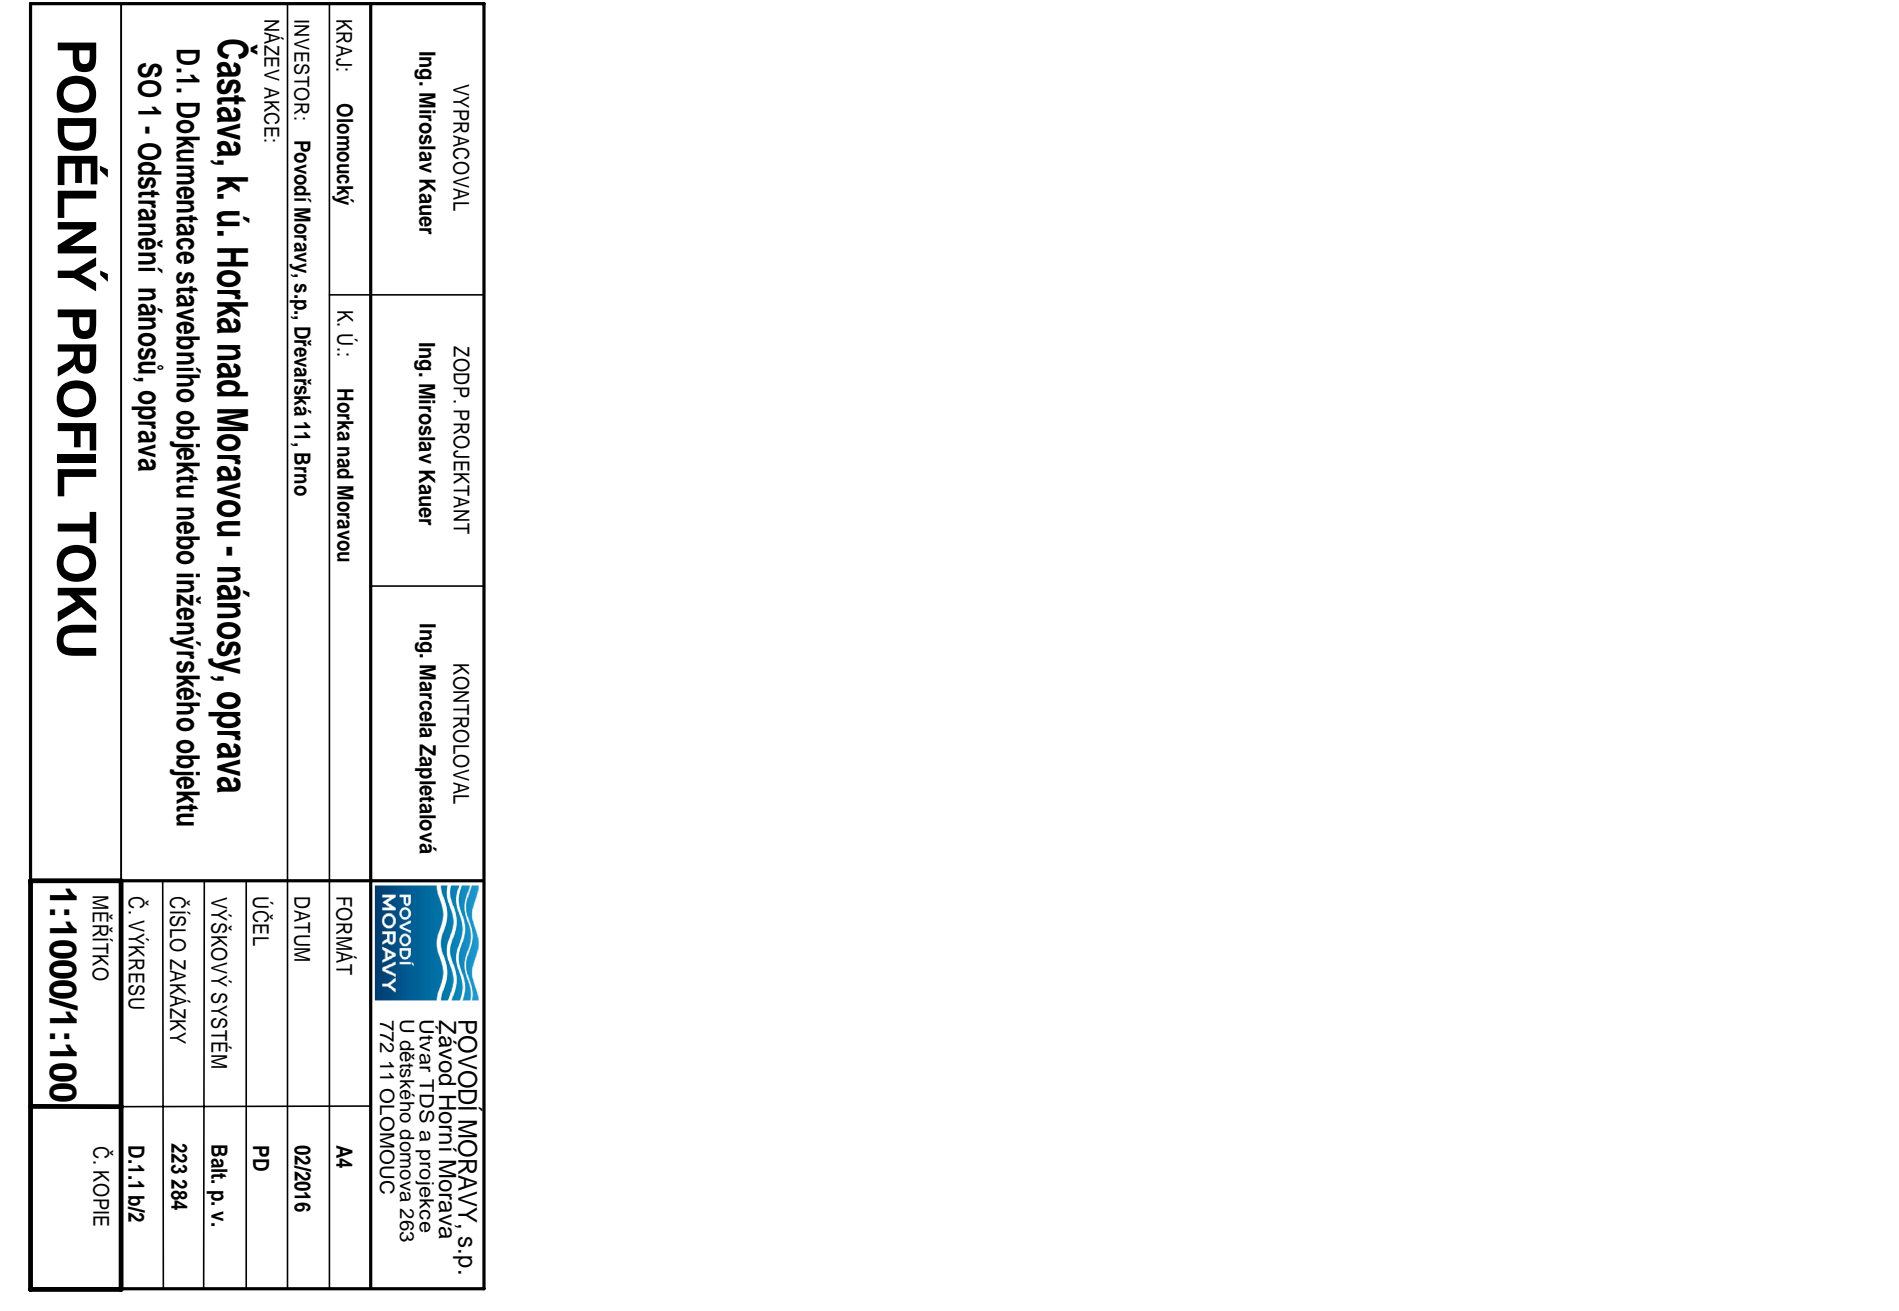 VYPRACOVAL
ZODP. PROJEKTANT
KONTROLOVAL
Ing. Miroslav Kauer
Ing. Miroslav Kauer
Ing. Marcela Zapletalová
POVODÍ
MORAVY
POVODÍ MORAVY, s.p.
Závod Horní Morava
Útvar TDS a projekce
U dětského domova 263
772 11 OLOMOUC
KRAJ: Olomoucký
K. Ú.: Horka nad Moravou
FORMÁT A4
INVESTOR: Povodí Moravy, s.p., Dřevařská 11, Brno
DATUM 02/2016
NÁZEV AKCE:
Častava, k. ú. Horka nad Moravou - nánosy, oprava
D.1. Dokumentace stavebního objektu nebo inženýrského objektu
SO 1 - Odstranění nánosů, oprava
ÚČEL PD
VÝŠKOVÝ SYSTÉM Balt. p. v.
ČÍSLO ZAKÁZKY 223 284
Č. VÝKRESU D.1.1 b/2
PODÉLNÝ PROFIL TOKU
MĚŘÍTKO
1:1000/1:100
Č. KOPIE